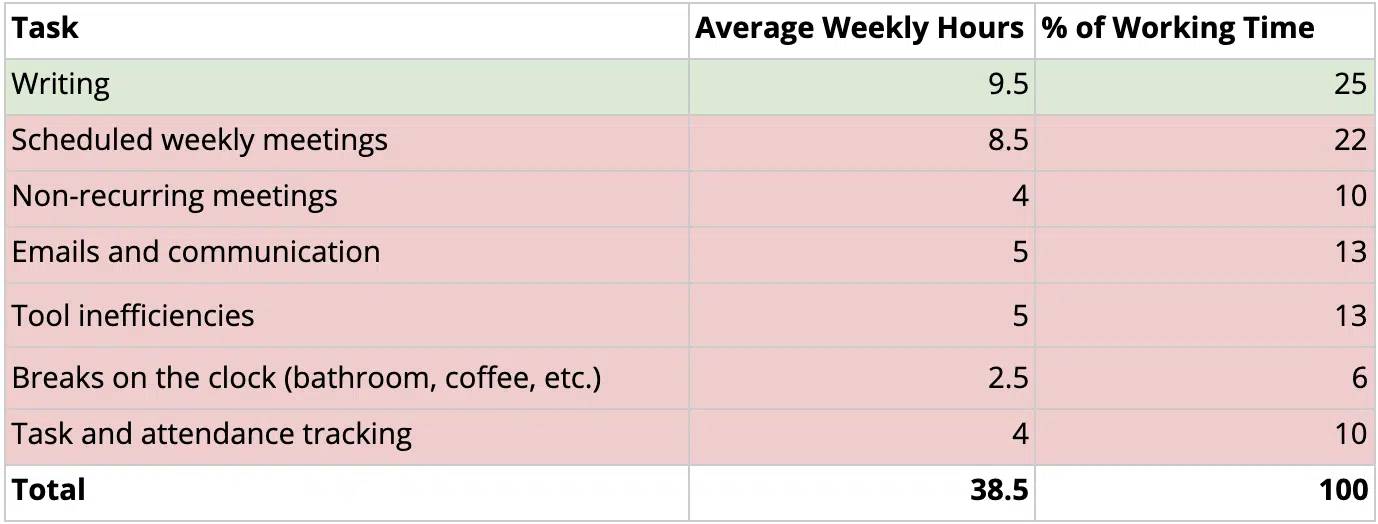 Task Average Weekly Hours % of Working Time
Writing 9.5 25
Scheduled weekly meetings 8.5 22
Non-recurring meetings 4 10
Emails and communication 5 13
Tool inefficiencies 5 13
Breaks on the clock (bathroom, coffee, etc.) 2.5 6
Task and attendance tracking 4 10
Total 38.5 100